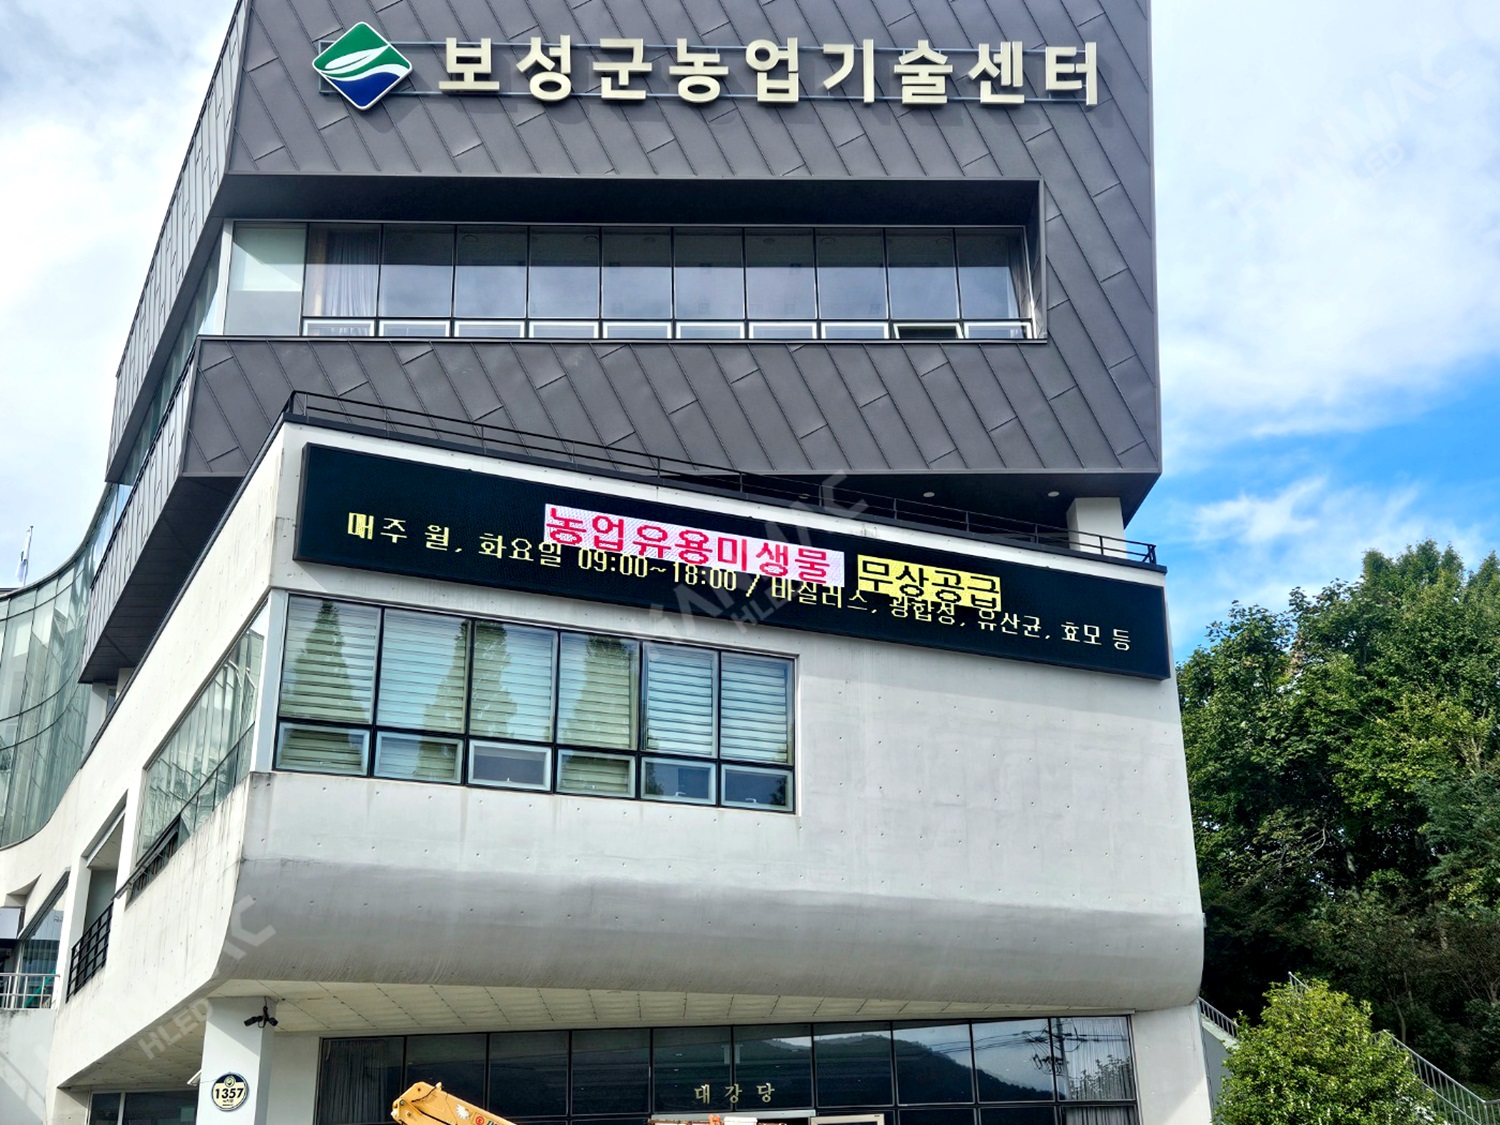 보성군농업기술센터
농업유용미생물 무상공급
매주 월, 화요일 09:00~18:00 / 바실러스, 광합성, 유산균, 효모 등
대강당
1357
HLED